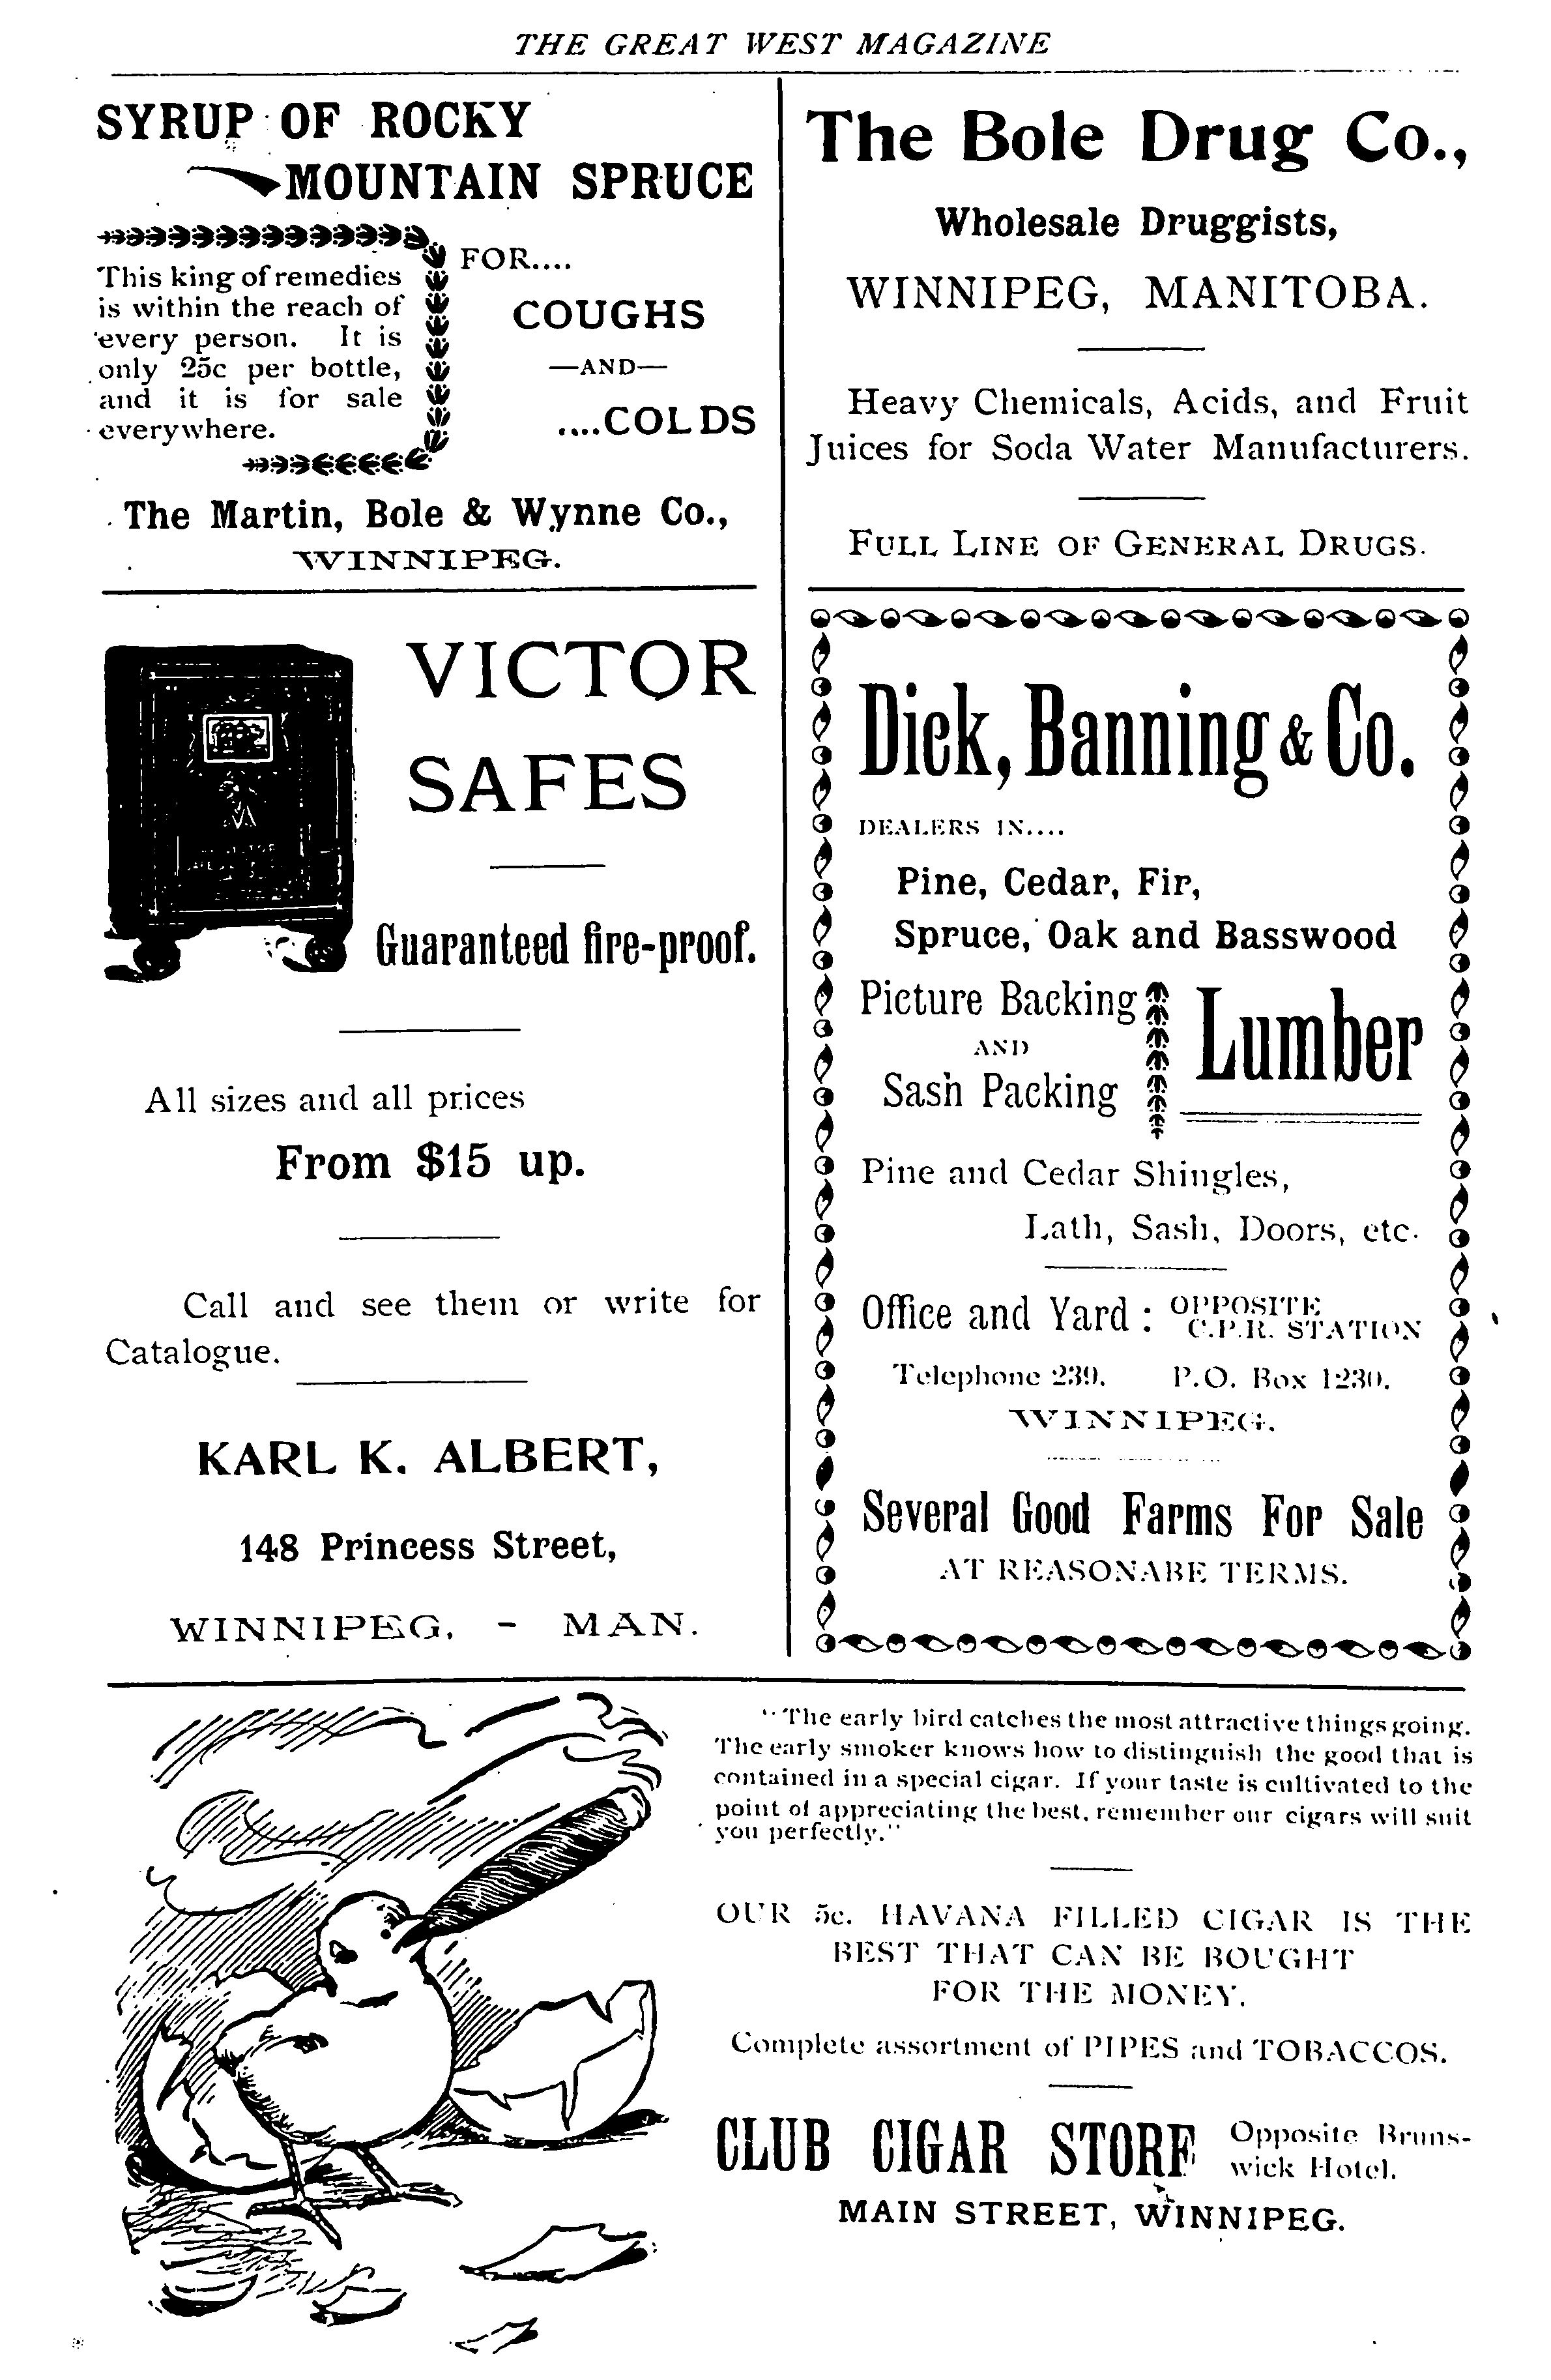 THE GREAT WEST MAGAZINE
SYRUP OF ROCKY
MOUNTAIN SPRUCE
This king of remedies
is within the reach of
every person. It is
only 25c per bottle,
and it is for sale
everywhere.
FOR....
COUGHS
—AND—
....COLDS
The Martin, Bole & Wynne Co.,
WINNIPEG.
The Bole Drug Co.,
Wholesale Druggists,
WINNIPEG, MANITOBA.
Heavy Chemicals, Acids, and Fruit
Juices for Soda Water Manufacturers.
FULL LINE OF GENERAL DRUGS.
VICTOR
SAFES
Guaranteed fire-proof.
All sizes and all prices
From $15 up.
Call and see them or write for
Catalogue.
KARL K. ALBERT,
148 Princess Street,
WINNIPEG, - MAN.
Dick, Banning & Co.
DEALERS IN....
Pine, Cedar, Fir,
Spruce, Oak and Basswood
Picture Backing
AND
Sash Packing
Lumber
Pine and Cedar Shingles,
Lath, Sash, Doors, etc.
Office and Yard : OPPOSITE
C.P.R. STATION
Telephone 239. P.O. Box 1230.
WINNIPEG.
Several Good Farms For Sale
AT REASONABE TERMS.
"The early bird catches the most attractive things going.
The early smoker knows how to distinguish the good that is
contained in a special cigar. If your taste is cultivated to the
point of appreciating the best, remember our cigars will suit
you perfectly."
OUR 5c. HAVANA FILLED CIGAR IS THE
BEST THAT CAN BE BOUGHT
FOR THE MONEY.
Complete assortment of PIPES and TOBACCOS.
CLUB CIGAR STORE Opposite Bruns-
wick Hotel.
MAIN STREET, WINNIPEG.